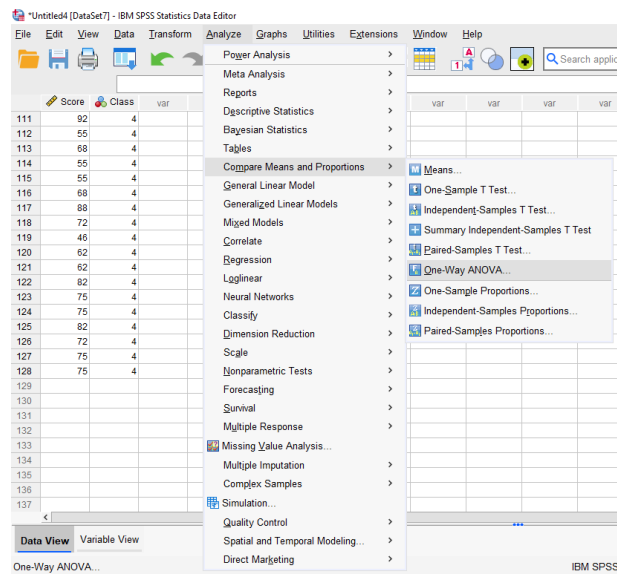 *Untitled4 [DataSet7] - IBM SPSS Statistics Data Editor
File Edit View Data Transform Analyze Graphs Utilities Extensions Window Help
Search applic
Score Class var var var var var
Power Analysis
Meta Analysis
Reports
Descriptive Statistics
Bayesian Statistics
Tables
Compare Means and Proportions
General Linear Model
Generalized Linear Models
Mixed Models
Correlate
Regression
Loglinear
Neural Networks
Classify
Dimension Reduction
Scale
Nonparametric Tests
Forecasting
Survival
Multiple Response
Missing Value Analysis...
Multiple Imputation
Complex Samples
Simulation...
Quality Control
Spatial and Temporal Modeling...
Direct Marketing
Means...
One-Sample T Test...
Independent-Samples T Test...
Summary Independent-Samples T Test
Paired-Samples T Test...
One-Way ANOVA...
One-Sample Proportions...
Independent-Samples Proportions...
Paired-Samples Proportions...
111 92 4
112 55 4
113 68 4
114 55 4
115 55 4
116 68 4
117 88 4
118 72 4
119 46 4
120 62 4
121 62 4
122 82 4
123 75 4
124 75 4
125 82 4
126 72 4
127 75 4
128 75 4
129
130
131
132
133
134
135
136
137
Data View Variable View
One-Way ANOVA... IBM SPSS